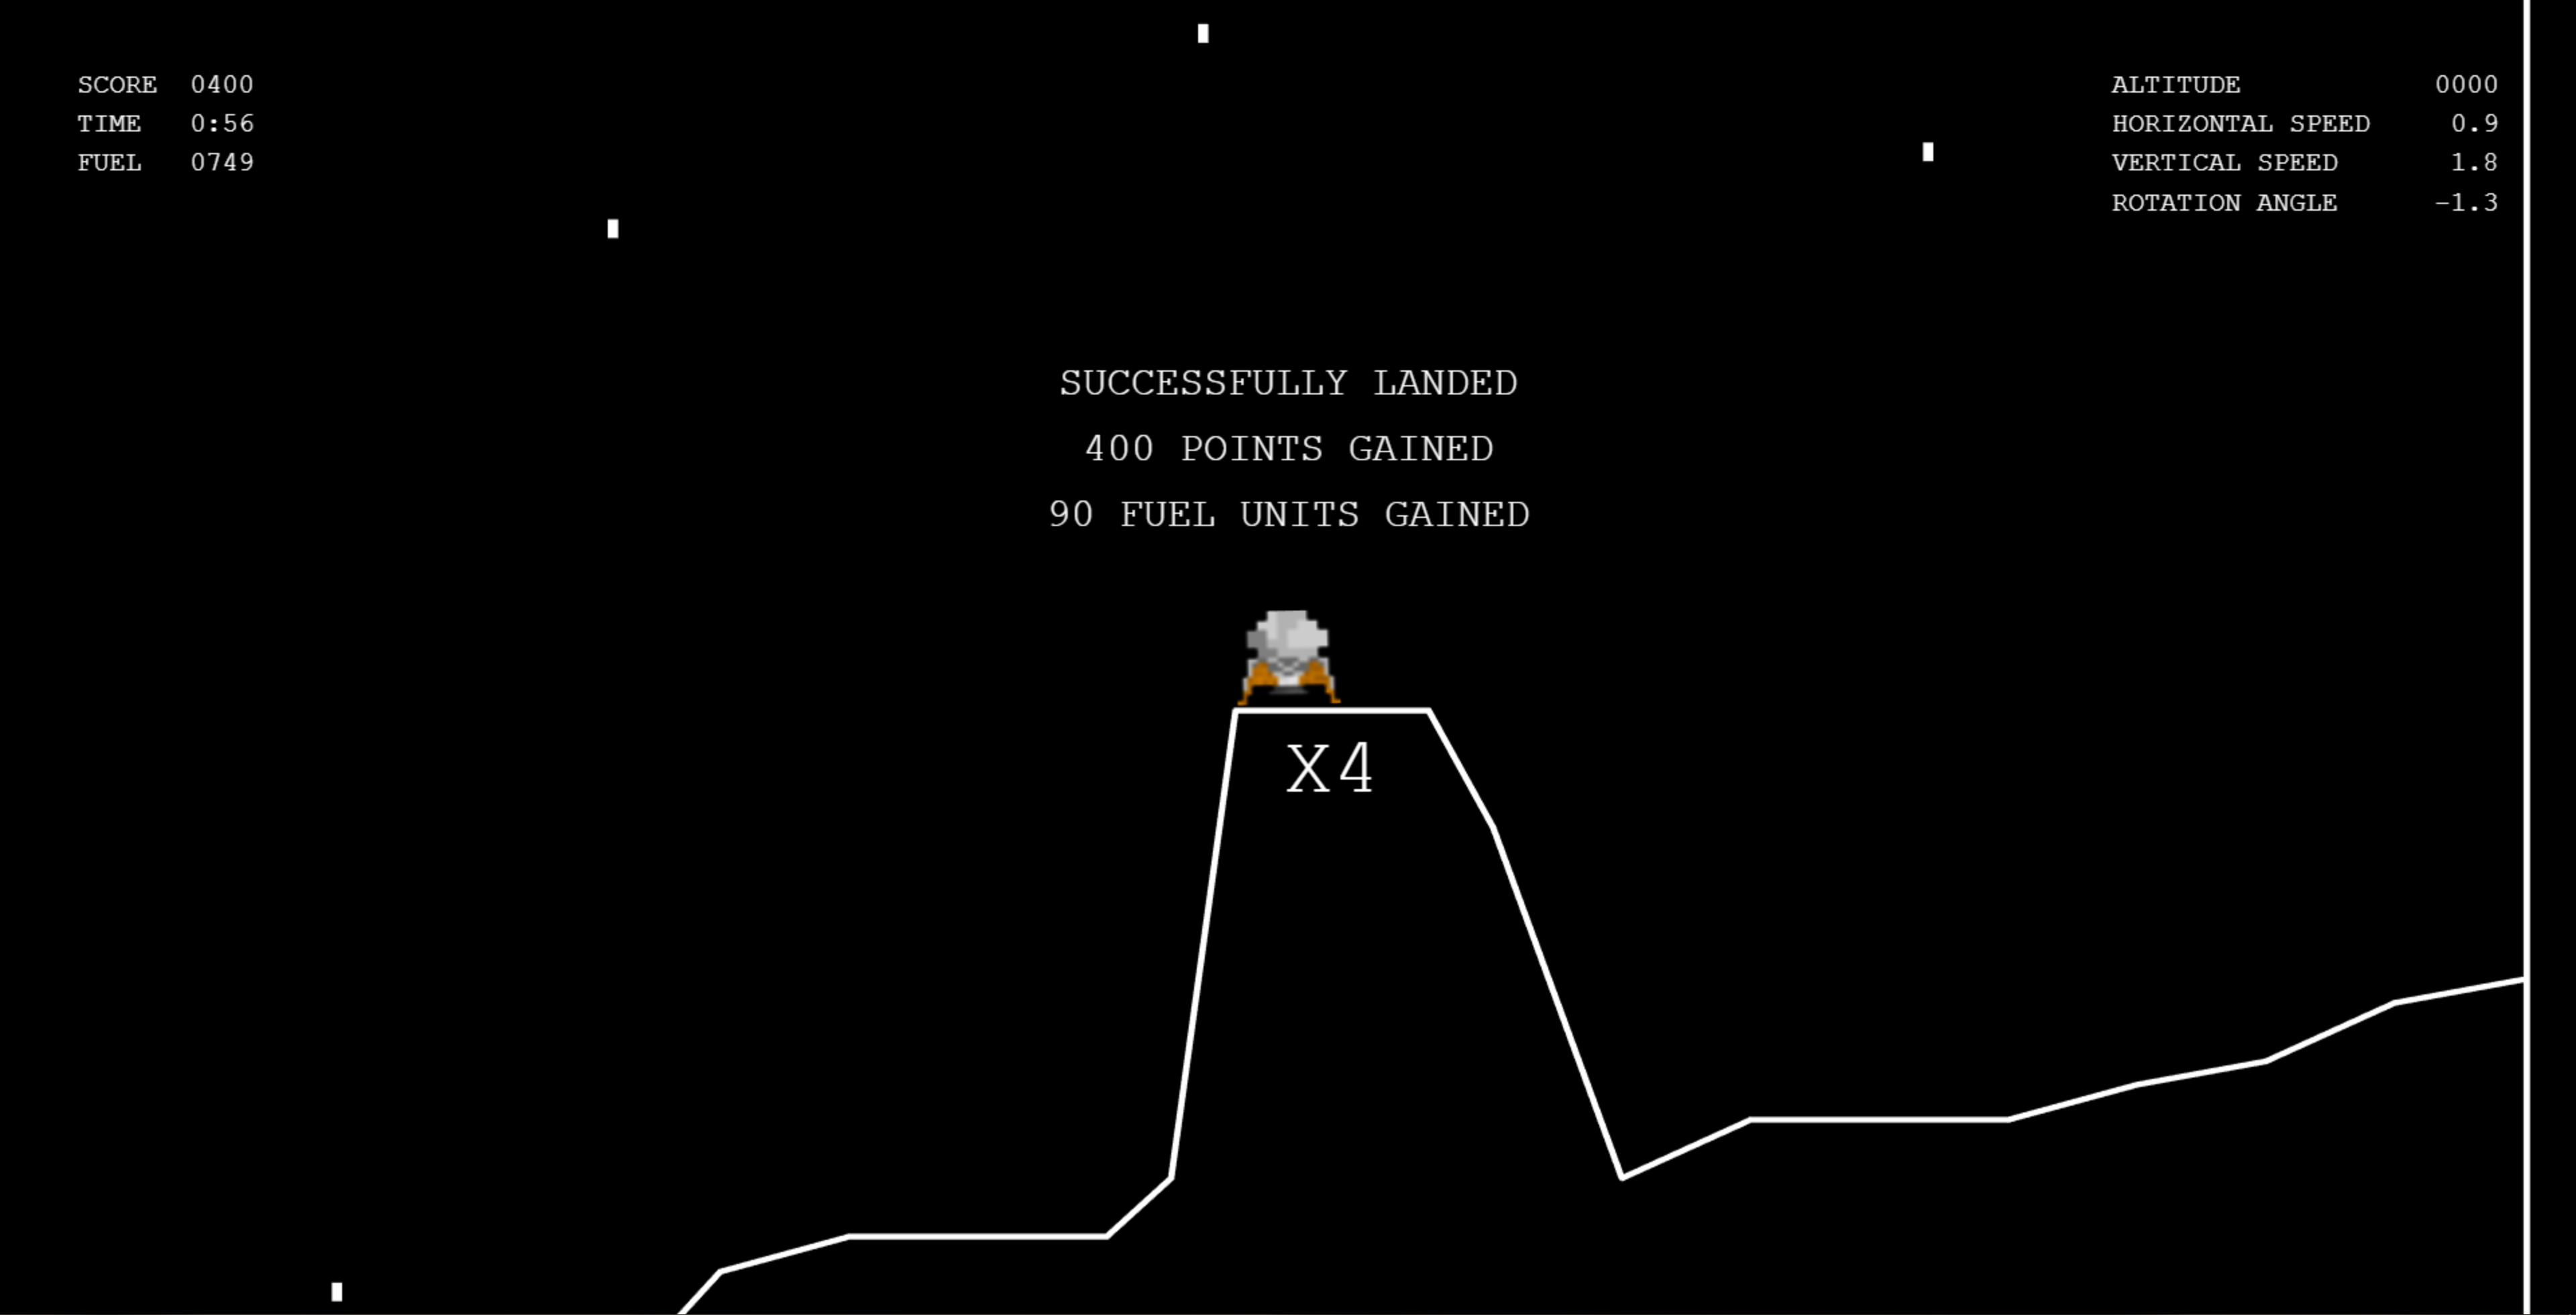 SCORE 0400
TIME 0:56
FUEL 0749
ALTITUDE 0000
HORIZONTAL SPEED 0.9
VERTICAL SPEED 1.8
ROTATION ANGLE -1.3
SUCCESSFULLY LANDED
400 POINTS GAINED
90 FUEL UNITS GAINED
X4